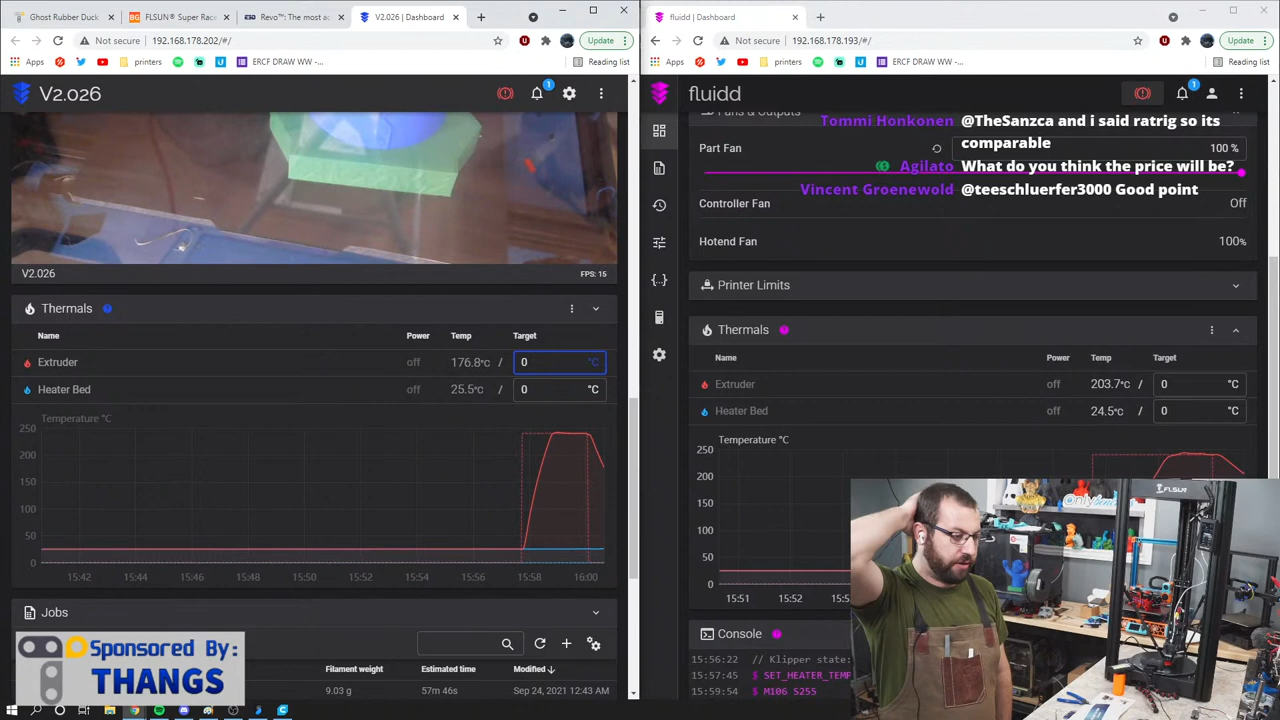 Ghost Rubber Duck
FLSUN® Super Race
Revo™: The most a
V2.026 | Dashboard
Not secure
192.168.178.202/#/
Update
Apps
printers
ERCF DRAW WW -...
Reading list
V2.026
1
V2.026
FPS: 15
Thermals
Name
Power
Temp
Target
Extruder
off
176.8°C /
0
°C
Heater Bed
off
25.5°C /
0
°C
Temperature °C
250
200
150
100
50
0
15:42
15:44
15:46
15:48
15:50
15:52
15:54
15:56
15:58
16:00
Jobs
Filament weight
Estimated time
Modified
9.03 g
57m 46s
Sep 24, 2021 12:43 AM
Sponsored By:
THANGS
fluidd | Dashboard
Not secure
192.168.178.193/#/
Update
Apps
printers
ERCF DRAW WW -...
Reading list
fluidd
1
Fans & Outputs
Tommi Honkonen @TheSanzca and i said ratrig so its
comparable
Part Fan
100 %
Agilato What do you think the price will be?
Vincent Groenewold @teeschluerfer3000 Good point
Controller Fan
Off
Hotend Fan
100%
Printer Limits
Thermals
Name
Power
Temp
Target
Extruder
off
203.7°C /
0
°C
Heater Bed
off
24.5°C /
0
°C
Temperature °C
250
200
150
100
50
0
15:51
15:52
Console
15:56:22 // Klipper state:
15:57:45 $ SET_HEATER_TEMP
15:59:54 $ M106 S255
FLSUN